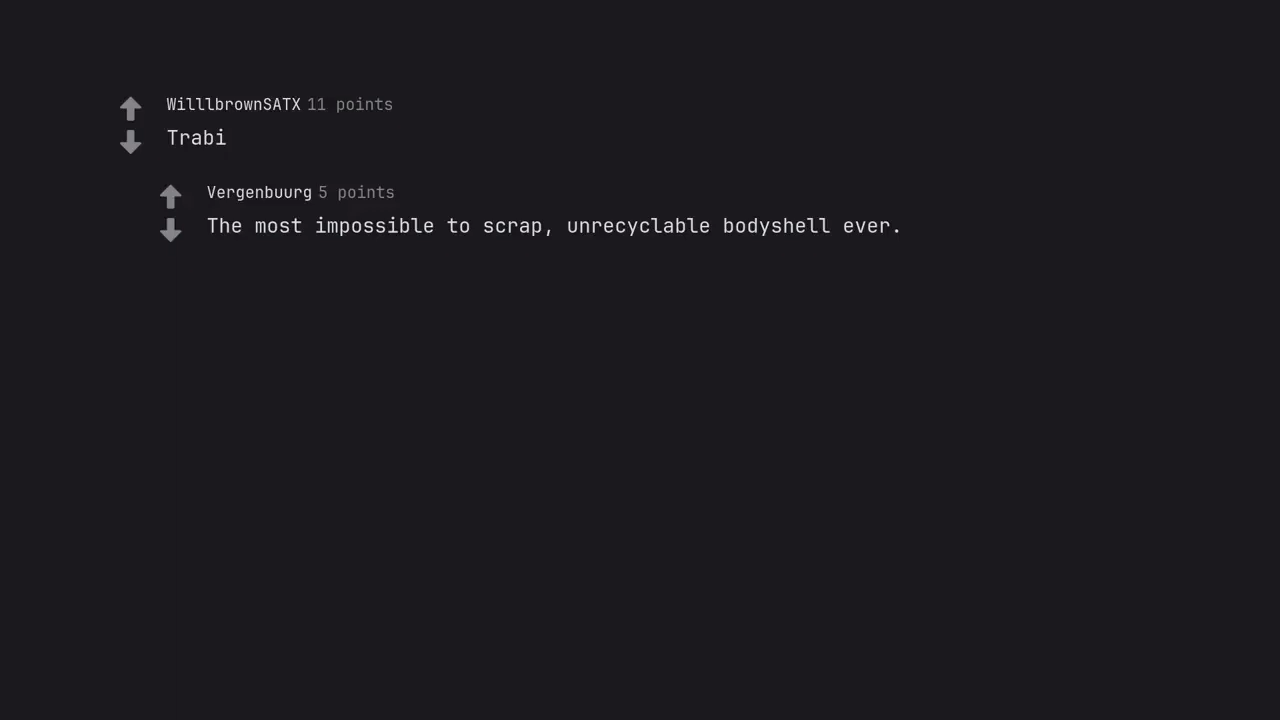 WilllbrownSATX 11 points
Trabi
Vergenbuurg 5 points
The most impossible to scrap, unrecyclable bodyshell ever.